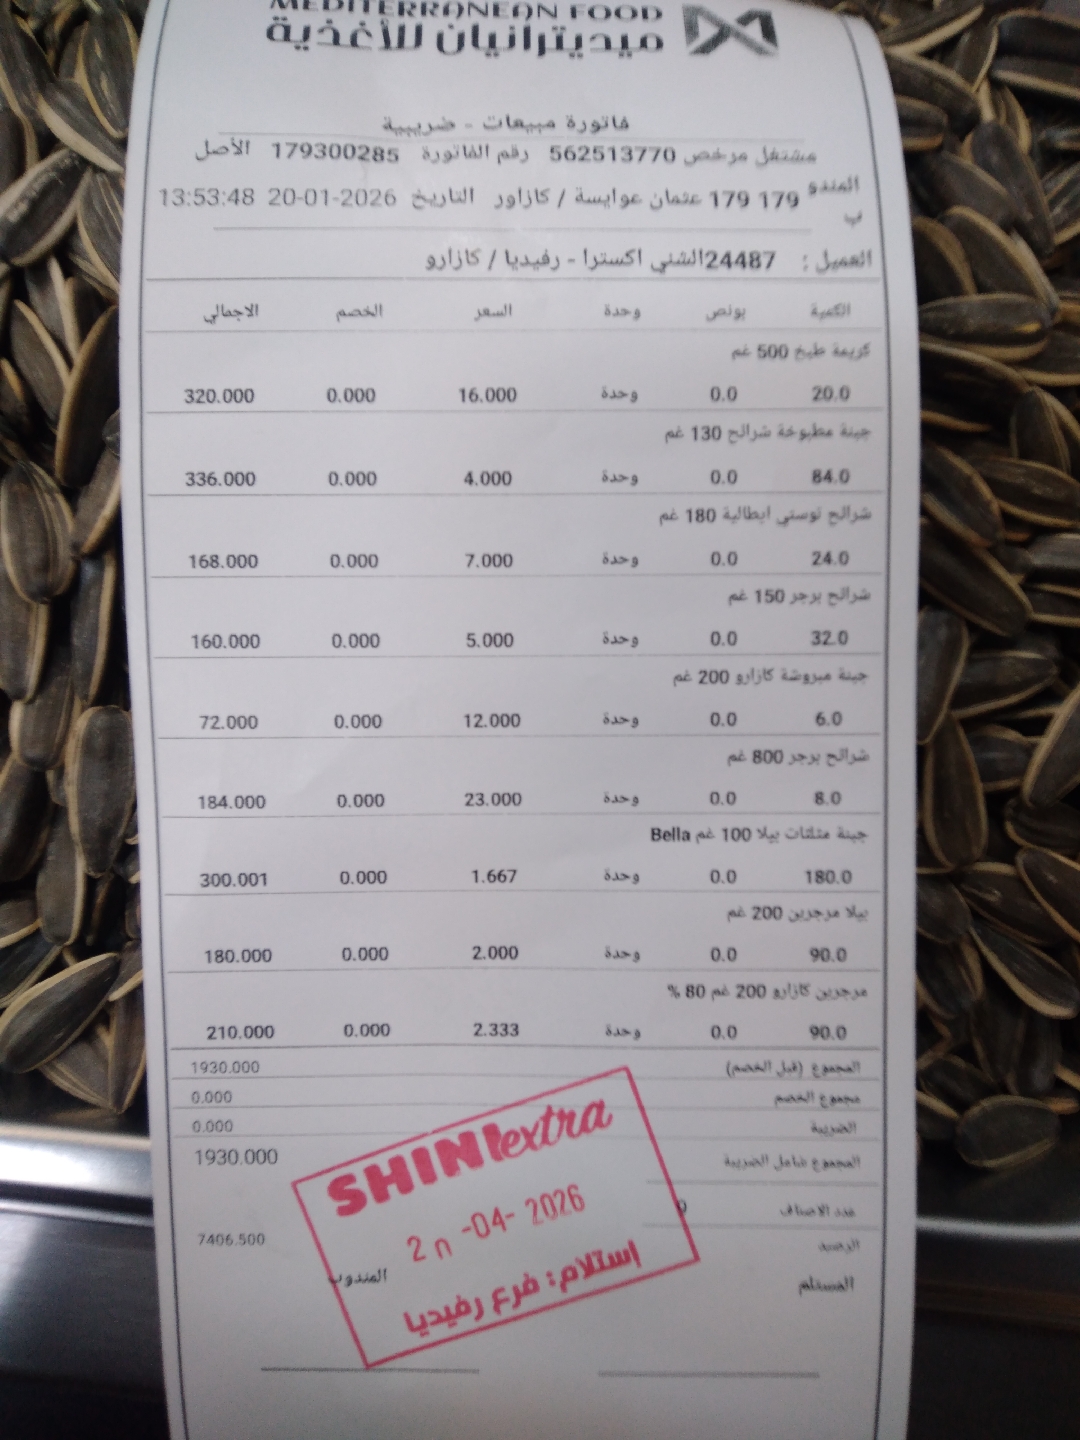 MEDITERRANEAN FOOD
ميديترانيان للأغذية
فاتورة مبيعات - ضريبية
مشتغل مرخص 562513770 رقم الفاتورة 179300285 الأصل
المندوب 179 179 عثمان عوايسة / كازاور التاريخ 20-01-2026 13:53:48
العميل : 24487الشني اكسترا - رفيديا / كازارو
الكمية بونص وحدة السعر الخصم الاجمالي
كريمة طبخ 500 غم
20.0 0.0 وحدة 16.000 0.000 320.000
جبنة مطبوخة شرائح 130 غم
84.0 0.0 وحدة 4.000 0.000 336.000
شرائح توستي ايطالية 180 غم
24.0 0.0 وحدة 7.000 0.000 168.000
شرائح برجر 150 غم
32.0 0.0 وحدة 5.000 0.000 160.000
جبنة مبروشة كازارو 200 غم
6.0 0.0 وحدة 12.000 0.000 72.000
شرائح برجر 800 غم
8.0 0.0 وحدة 23.000 0.000 184.000
جبنة مثلثات بيلا 100 غم Bella
180.0 0.0 وحدة 1.667 0.000 300.001
بيلا مرجرين 200 غم
90.0 0.0 وحدة 2.000 0.000 180.000
مرجرين كازارو 200 غم 80 %
90.0 0.0 وحدة 2.333 0.000 210.000
المجموع (قبل الخصم) 1930.000
مجموع الخصم 0.000
الضريبة 0.000
المجموع شامل الضريبة 1930.000
عدد الاصناف
الرصيد 7406.500
المستلم المندوب
SHINI extra
-04- 2026
إستلام: فرع رفيديا